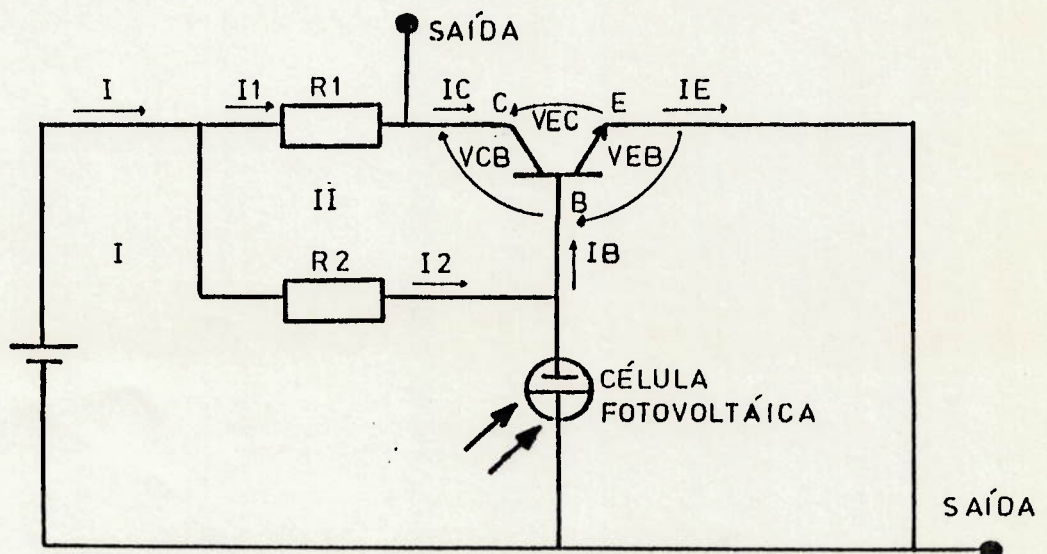 SAÍDA
I
I1
R1
IC
C
E
IE
VEC
VCB
VEB
II
B
I
R2
I2
IB
CÉLULA
FOTOVOLTÁICA
SAÍDA